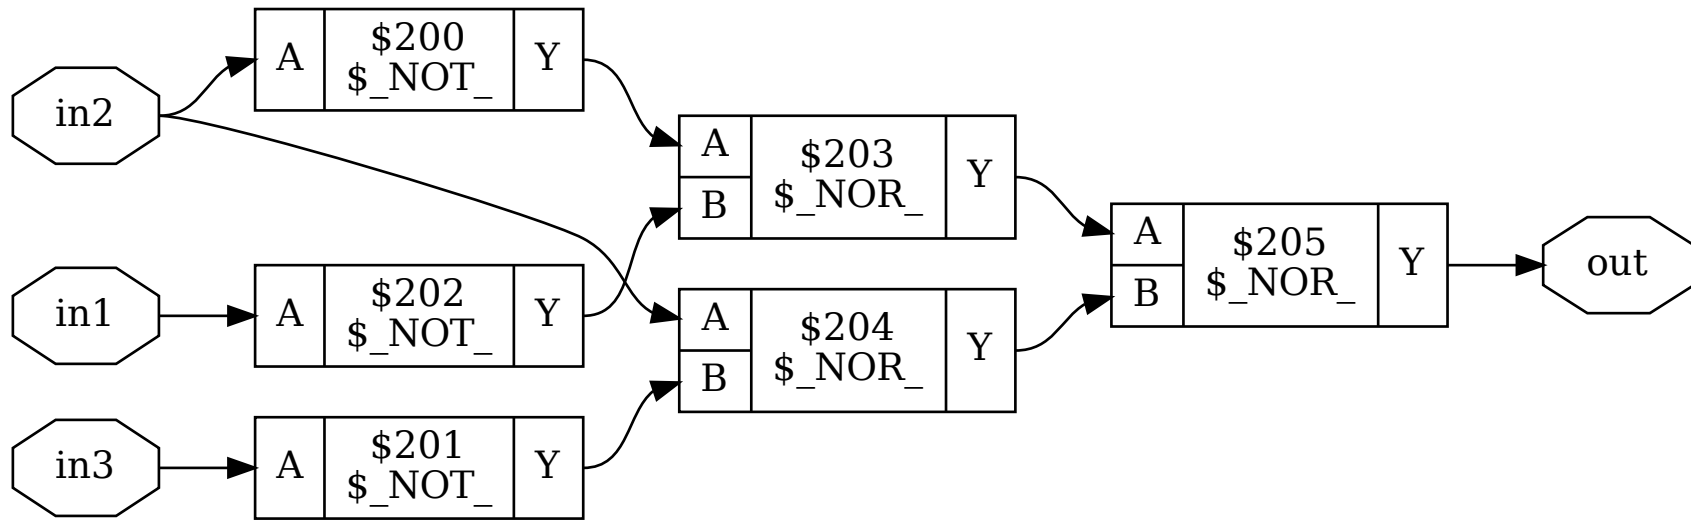 in2
A
$200
$_NOT_
Y
A
B
$203
$_NOR_
Y
in1
A
$202
$_NOT_
Y
A
B
$204
$_NOR_
Y
A
B
$205
$_NOR_
Y
out
in3
A
$201
$_NOT_
Y